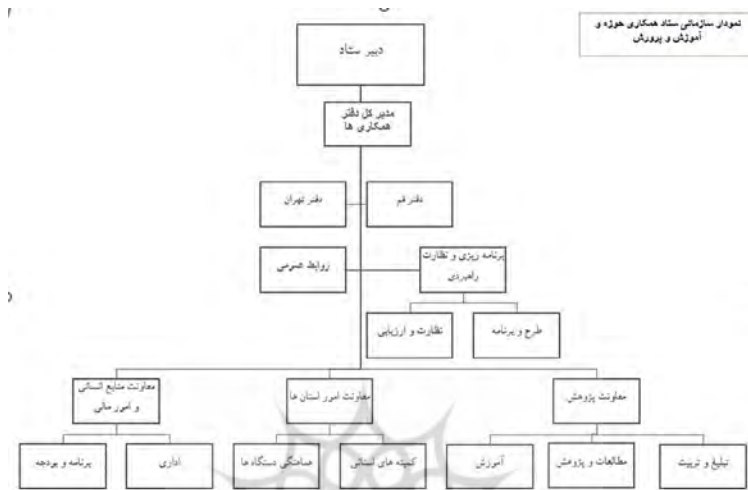 نمودار سازمانی ستاد همکاری حوزه و
آموزش و پرورش
دبیر ستاد
مدیر کل دفتر
همکاری ها
دفتر قم
دفتر تهران
برنامه ریزی و نظارت
راهبردی
روابط عمومی
طرح و برنامه
نظارت و ارزیابی
معاونت پژوهش
معاونت امور استان ها
معاونت منابع انسانی
و امور مالی
تبلیغ و تربیت
مطالعات و پژوهش
آموزش
کمیته های استانی
هماهنگی دستگاه ها
اداری
برنامه و بودجه